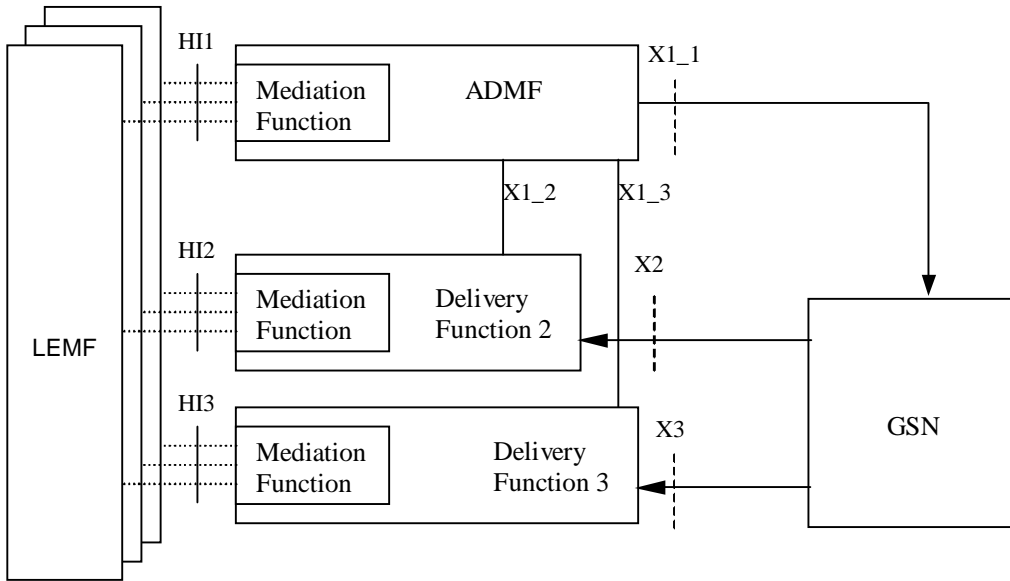 HI1
X1_1
Mediation
Function
ADMF
X1_2
X1_3
HI2
X2
Mediation
Function
Delivery
Function 2
LEMF
HI3
X3
GSN
Mediation
Function
Delivery
Function 3